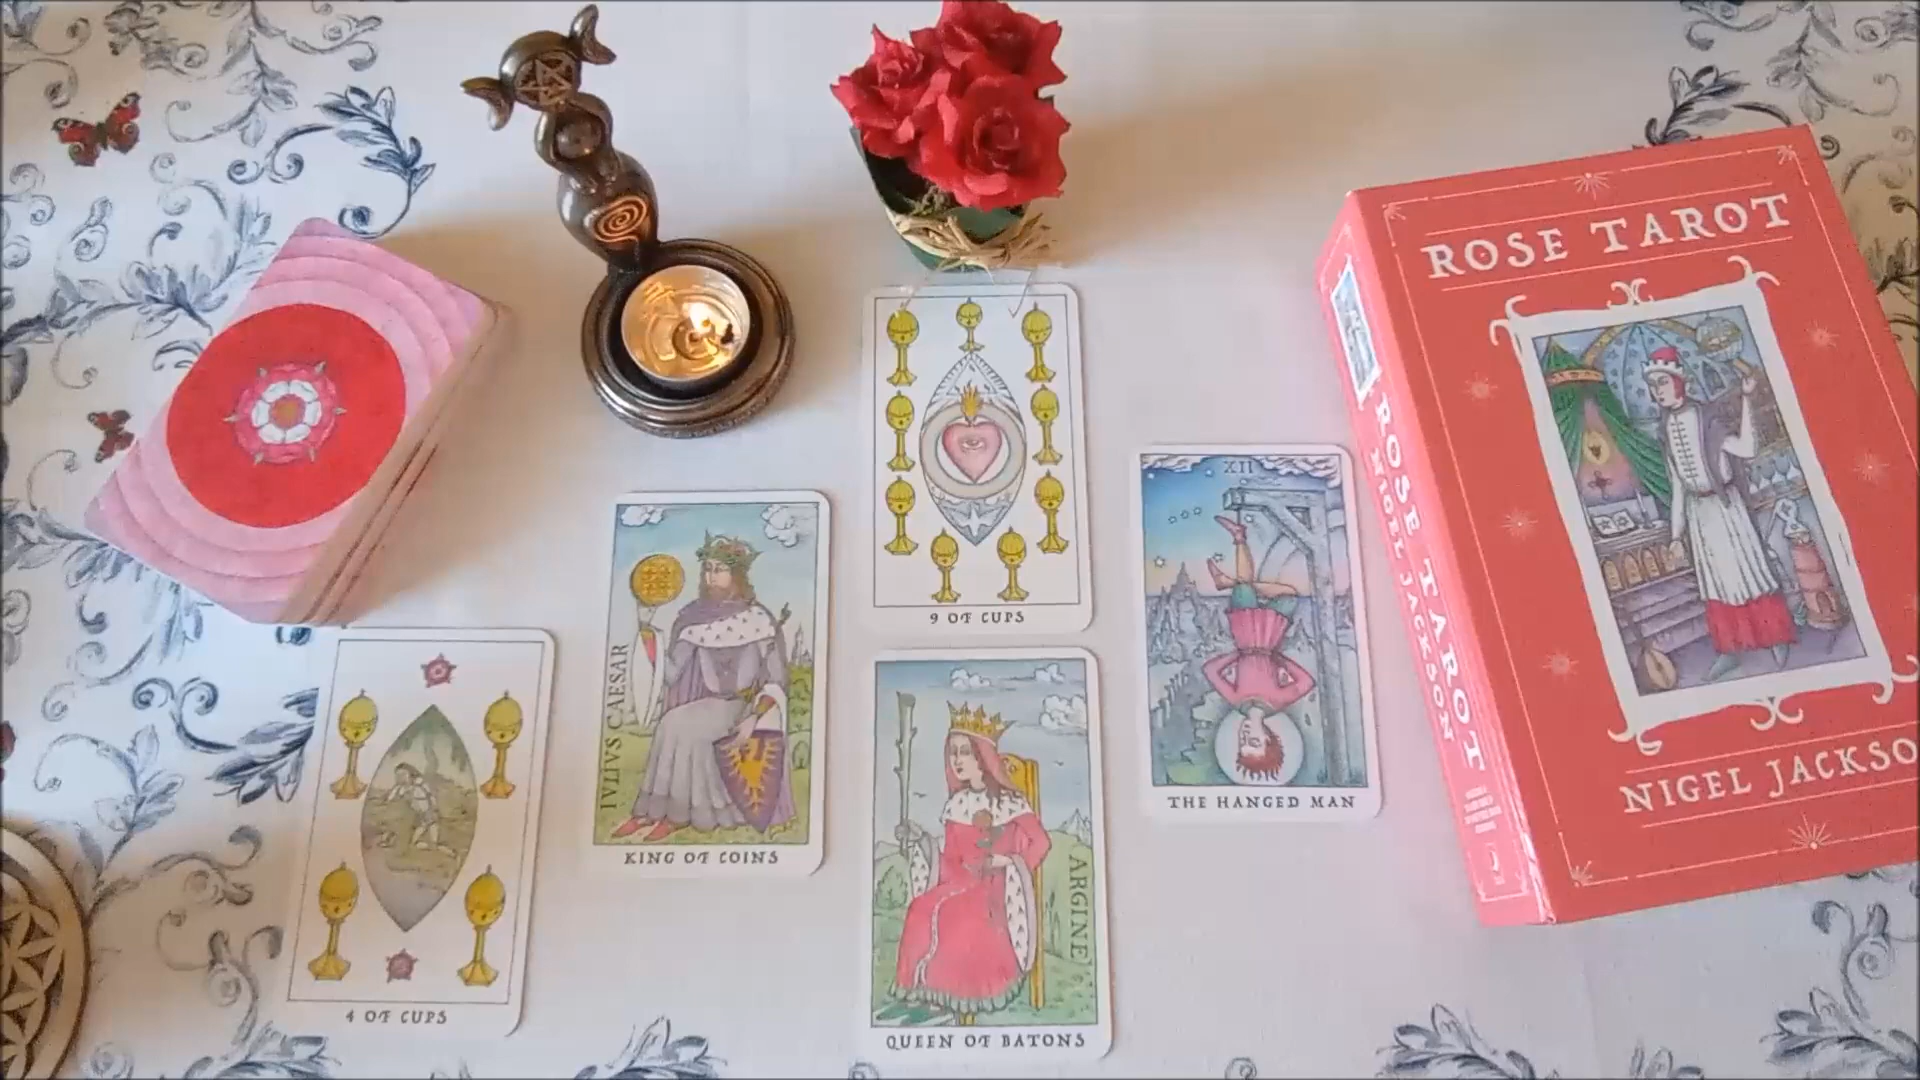 ROSE TAROT
NIGEL JACKSO
ROSE TAROT
NIGEL JACKSON
9 OF CUPS
XII
THE HANGED MAN
IVLIVS CAESAR
KING OF COINS
ARGINE
QUEEN OF BATONS
4 OF CUPS